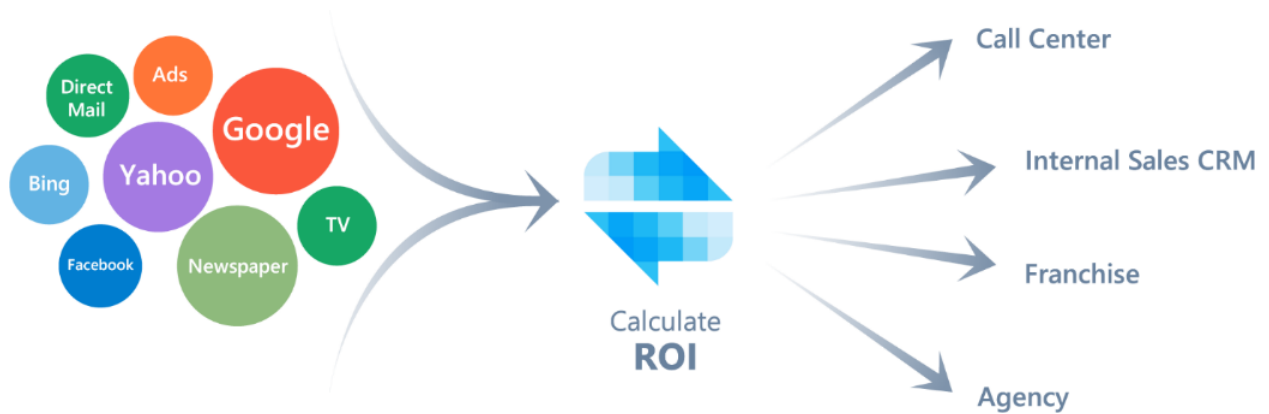 Direct
Mail
Ads
Google
Yahoo
Bing
TV
Facebook
Newspaper
Calculate
ROI
Call Center
Internal Sales CRM
Franchise
Agency